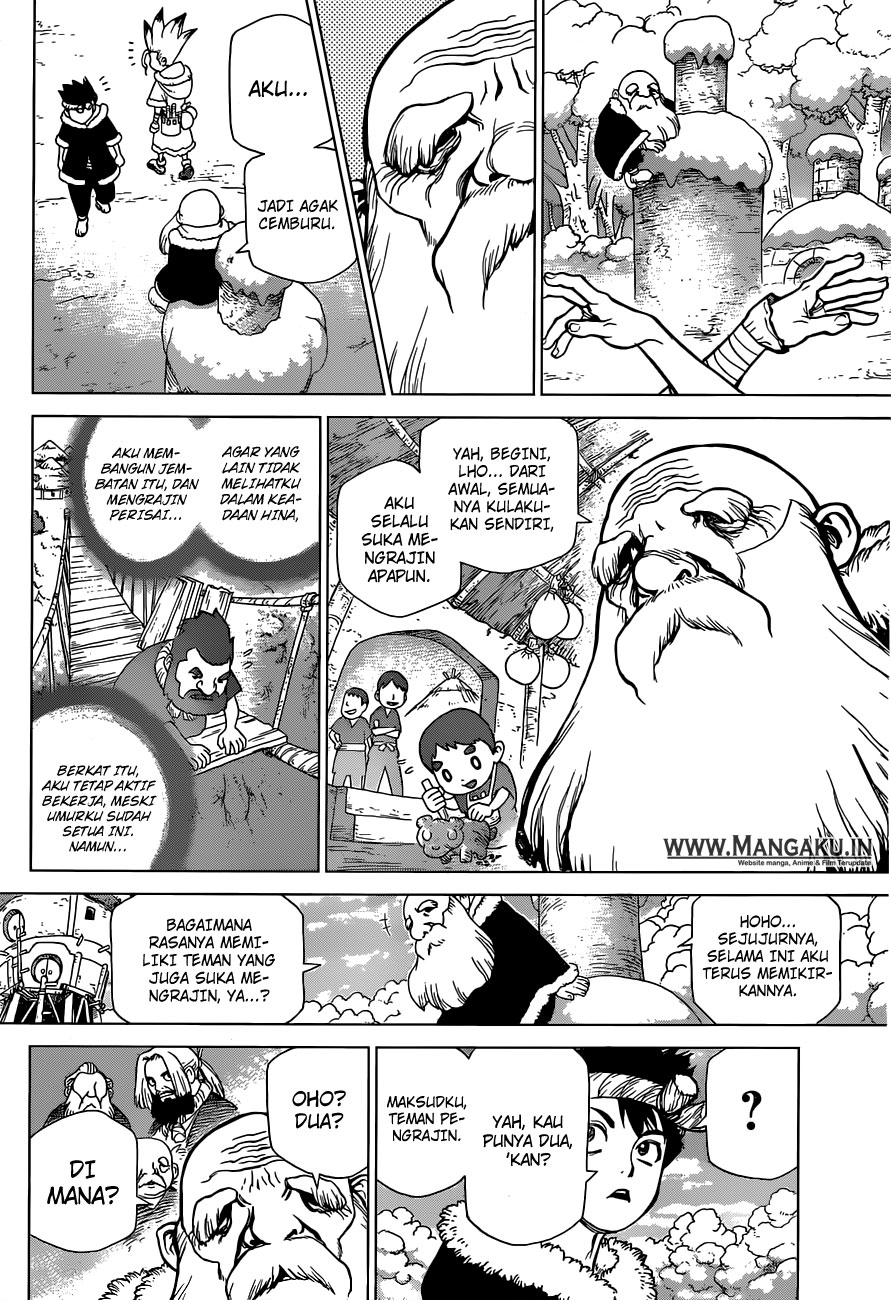 AKU...
JADI AGAK
CEMBURU.
YAH, BEGINI,
LHO... DARI
AWAL, SEMUA-
NYA KULAKU-
KAN SENDIRI,
AKU
SELALU
SUKA ME-
NGRAJIN
APAPUN.
AGAR YANG
LAIN TIDAK
MELIHATKU
DALAM KEA-
DAAN HINA,
AKU MEM-
BANGUN JEM-
BATAN ITU, DAN
MENGRAJIN
PERISAI...
BERKAT ITU,
AKU TETAP AKTIF
BEKERJA, MESKI
UMURKU SUDAH
SETUA INI.
NAMUN...
WWW.MANGAKU.IN
Website manga, Anime & Film Terupdate
HOHO...
SEJUJURNYA,
SELAMA INI AKU
TERUS MEMIKIR-
KANNYA.
BAGAIMANA
RASANYA MEMI-
LIKI TEMAN YANG
JUGA SUKA ME-
NGRAJIN, YA...?
?
YAH, KAU
PUNYA DUA,
'KAN?
MAKSUDKU,
TEMAN PE-
NGRAJIN.
OHO?
DUA?
DI
MANA?